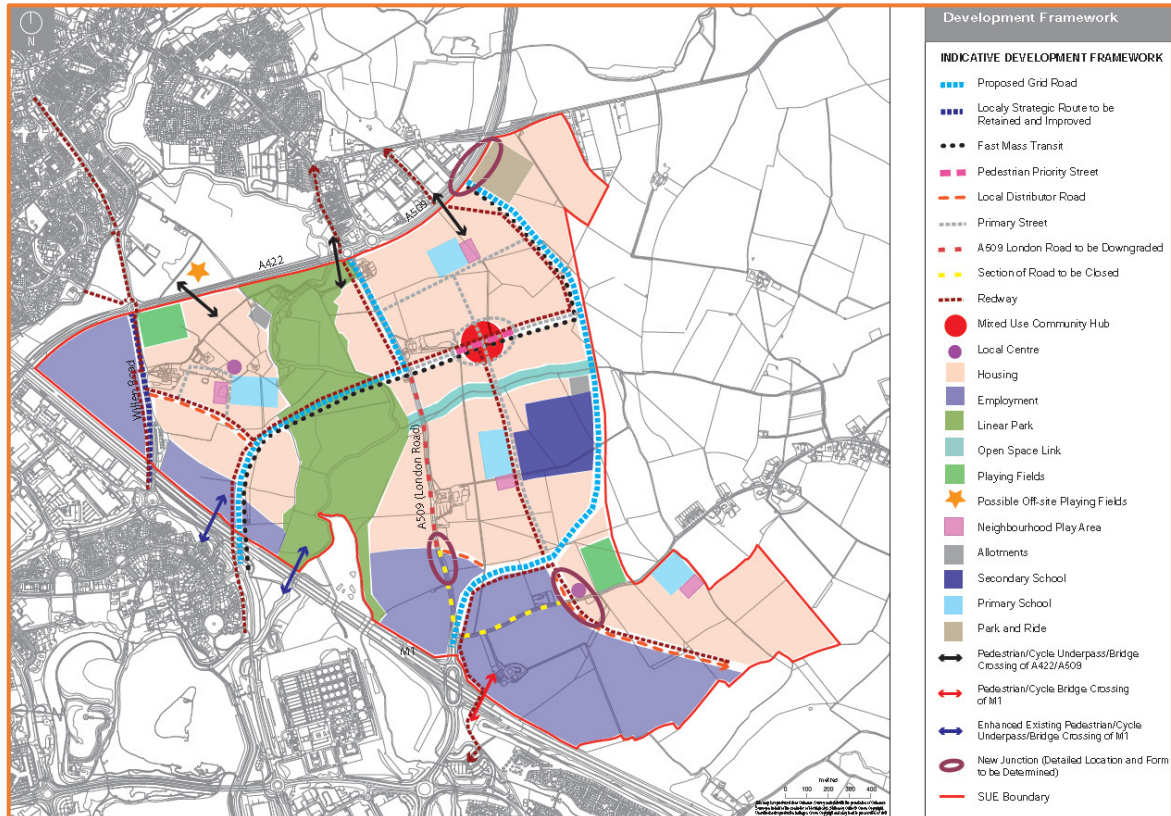 N
A422
A509
Willen Road
A509 (London Road)
M1
metres
0 100 200 400
Development Framework
INDICATIVE DEVELOPMENT FRAMEWORK
Proposed Grid Road
Localy Strategic Route to be
Retained and Improved
Fast Mass Transit
Pedestrian Priority Street
Local Distributor Road
Primary Street
A509 London Road to be Downgraded
Section of Road to be Closed
Redway
Mixed Use Community Hub
Local Centre
Housing
Employment
Linear Park
Open Space Link
Playing Fields
Possible Off-site Playing Fields
Neighbourhood Play Area
Allotments
Secondary School
Primary School
Park and Ride
Pedestrian/Cycle Underpass/Bridge
Crossing of A422/A509
Pedestrian/Cycle Bridge Crossing
of M1
Enhanced Existing Pedestrian/Cycle
Underpass/Bridge Crossing of M1
New Junction (Detailed Location and Form
to be Determined)
SUE Boundary